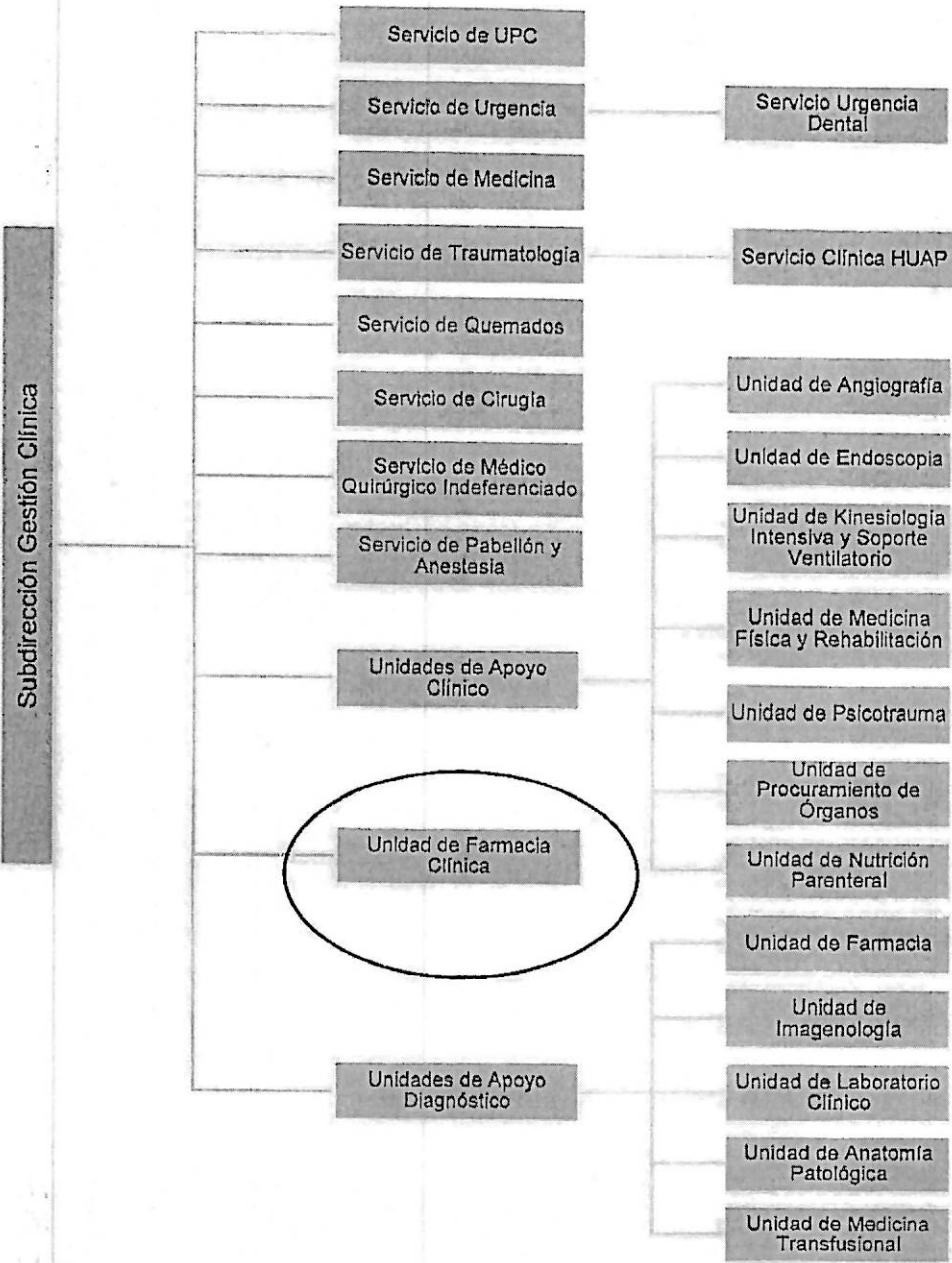 Subdirección Gestión Clínica
Servicio de UPC
Servicio de Urgencia
Servicio Urgencia
Dental
Servicio de Medicina
Servicio de Traumatología
Servicio Clínica HUAP
Servicio de Quemados
Servicio de Cirugía
Servicio de Médico
Quirúrgico Indeferenciado
Servicio de Pabellón y
Anestesia
Unidades de Apoyo
Clínico
Unidad de Angiografía
Unidad de Endoscopia
Unidad de Kinesiología
Intensiva y Soporte
Ventilatorio
Unidad de Medicina
Física y Rehabilitación
Unidad de Psicotrauma
Unidad de
Procuramiento de
Órganos
Unidad de Nutrición
Parenteral
Unidad de Farmacia
Clínica
Unidades de Apoyo
Diagnóstico
Unidad de Farmacia
Unidad de
Imagenología
Unidad de Laboratorio
Clínico
Unidad de Anatomía
Patológica
Unidad de Medicina
Transfusional